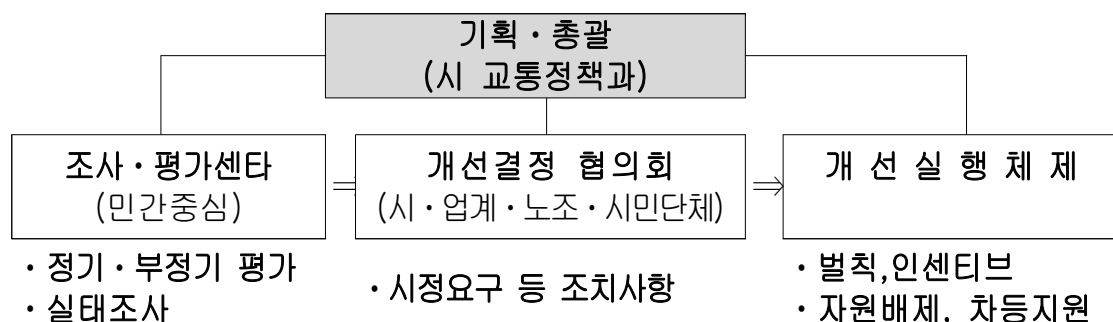 기획·총괄
(시 교통정책과)
조사·평가센타
(민간중심)
⇒
개선결정 협의회
(시·업계·노조·시민단체)
⇒
개 선 실 행 체 제
·정기·부정기 평가
·실태조사
·시정요구 등 조치사항
·벌칙,인센티브
·자원배제, 차등지원